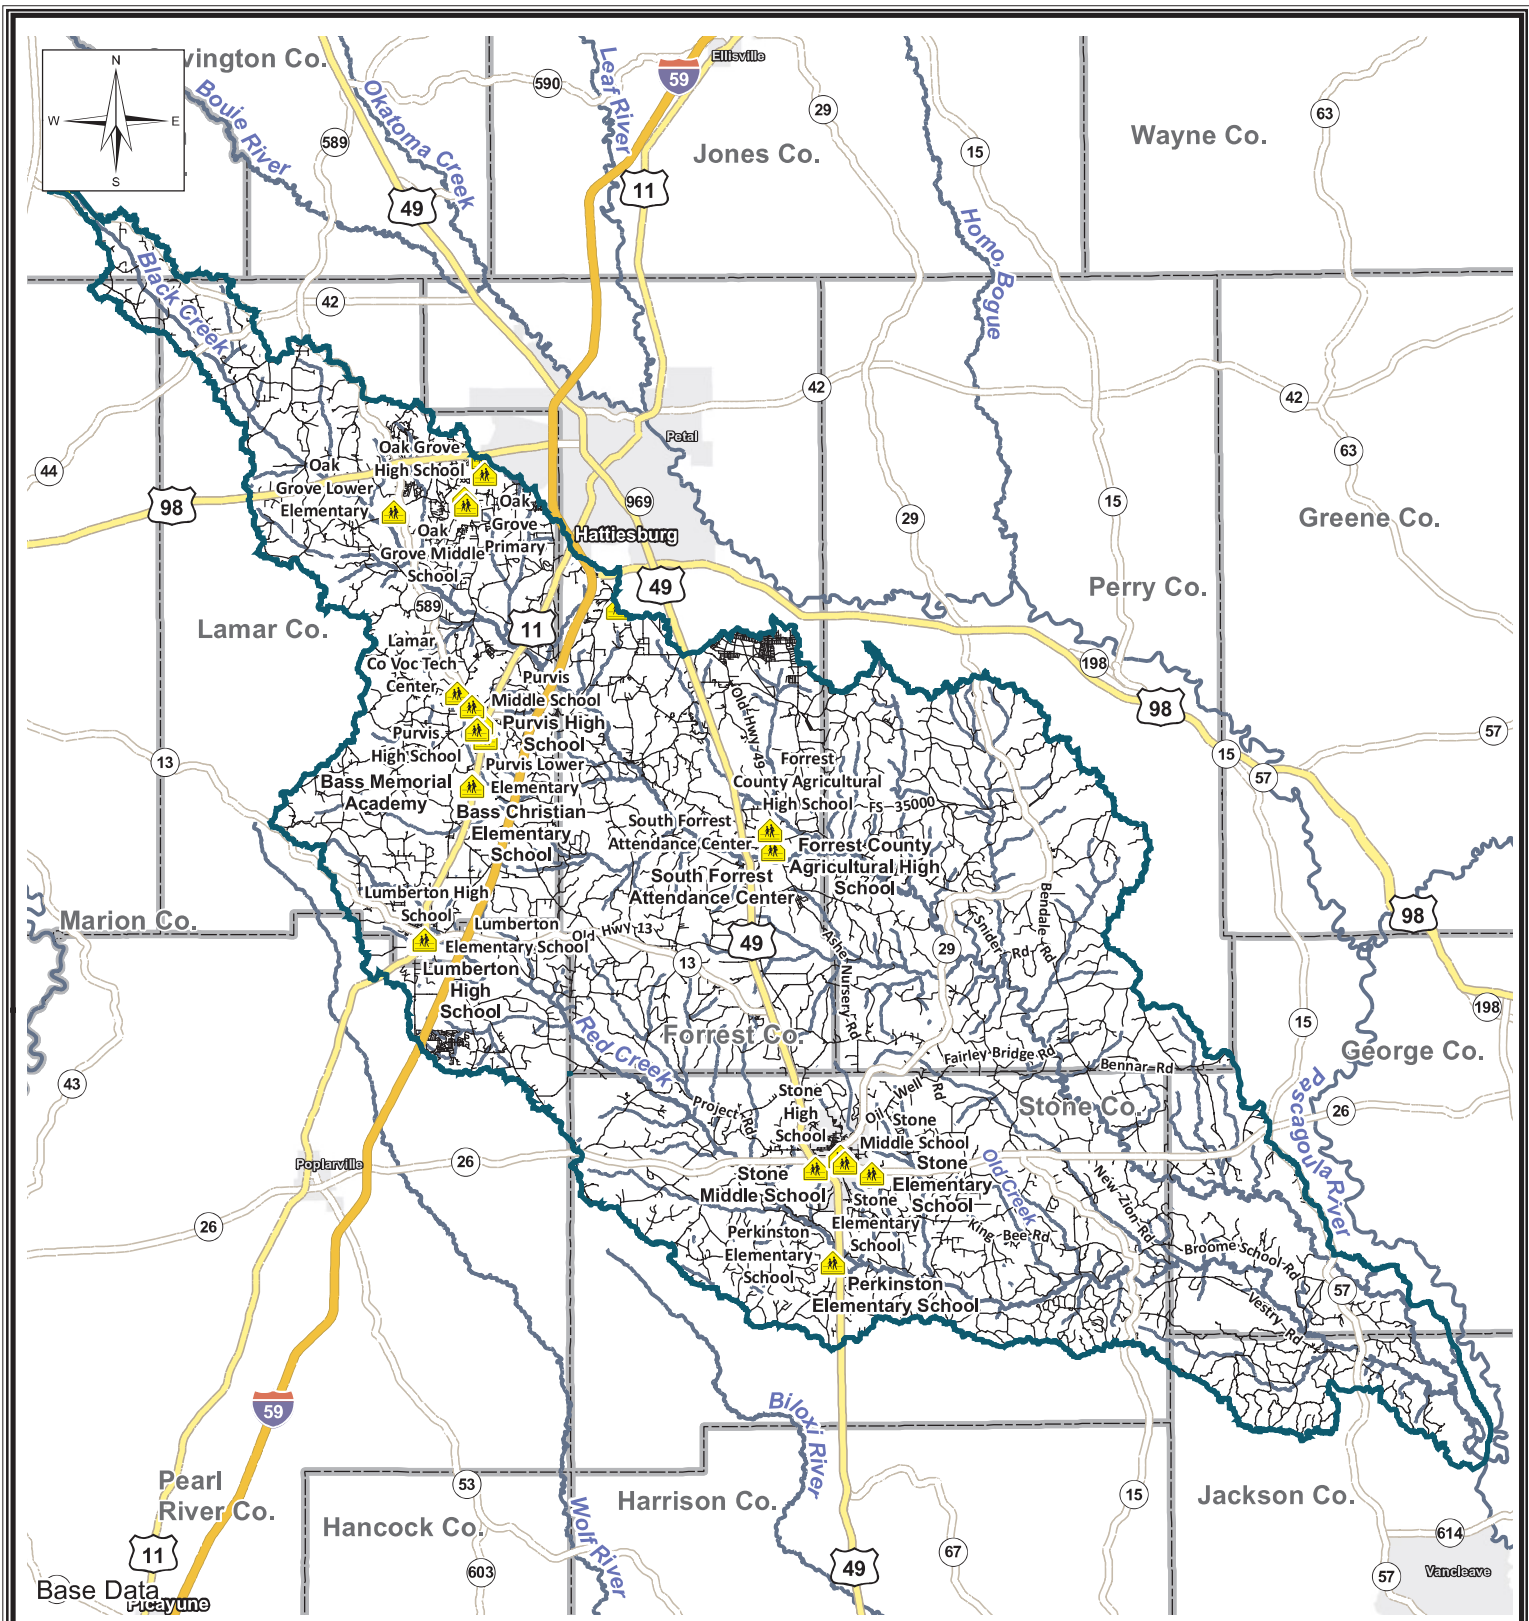 vington Co.
N
W
E
S
Bouie River
Okatoma Creek
Leaf River
Ellisville
59
590
589
49
11
29
15
63
Jones Co.
Wayne Co.
Homo, Bogue
Black Creek
42
42
42
Petal
63
44
98
Oak Grove
High School
Oak
Grove Lower
Elementary
Oak
Grove
Primary
Oak
Grove Middle
School
969
Hattiesburg
29
15
Greene Co.
49
Perry Co.
589
11
Lamar Co.
Lamar
Co Voc Tech
Center
Purvis
Middle School
Purvis High
School
Purvis
High School
Purvis Lower
Elementary
Bass Memorial
Academy
Bass Christian
Elementary
School
13
Old Hwy 49
198
98
15
57
57
Forrest
County Agricultural
High School
FS 35000
South Forrest
Attendance Center
Forrest County
Agricultural High
School
South Forrest
Attendance Center
Lumberton High
School
Lumberton
Elementary School
Lumberton
High
School
Old Hwy 13
13
49
29
Ashe Nursery Rd
Snider Rd
Bendale Rd
Marion Co.
98
198
15
George Co.
Red Creek
Forrest Co.
Fairley Bridge Rd
Bennar Rd
43
Stone
High
School
Project Rd
Oil Well Rd
Stone Co.
26
Pascagoula River
Stone
Middle School
Stone
Middle School
Stone
Elementary
School
Stone
Elementary
School
Old Creek
New Zion Rd
King Bee Rd
Poplarville
26
26
Perkinston
Elementary
School
Perkinston
Elementary School
Broome School Rd
Vestry Rd
57
59
Biloxi River
Pearl
River Co.
53
Harrison Co.
15
Jackson Co.
Hancock Co.
Wolf River
614
11
603
49
67
57
Vancleave
Base Data
Picayune